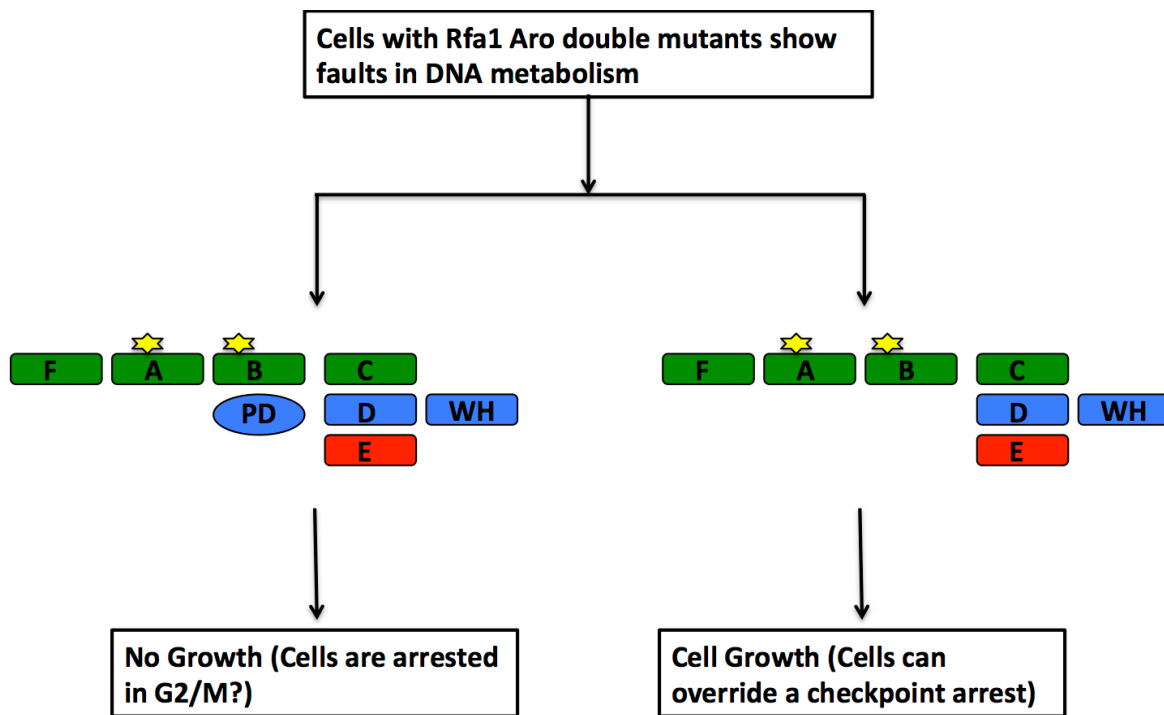 Cells with Rfa1 Aro double mutants show
faults in DNA metabolism
F A B C
PD D WH
E
F A B C
D WH
E
No Growth (Cells are arrested
in G2/M?)
Cell Growth (Cells can
override a checkpoint arrest)